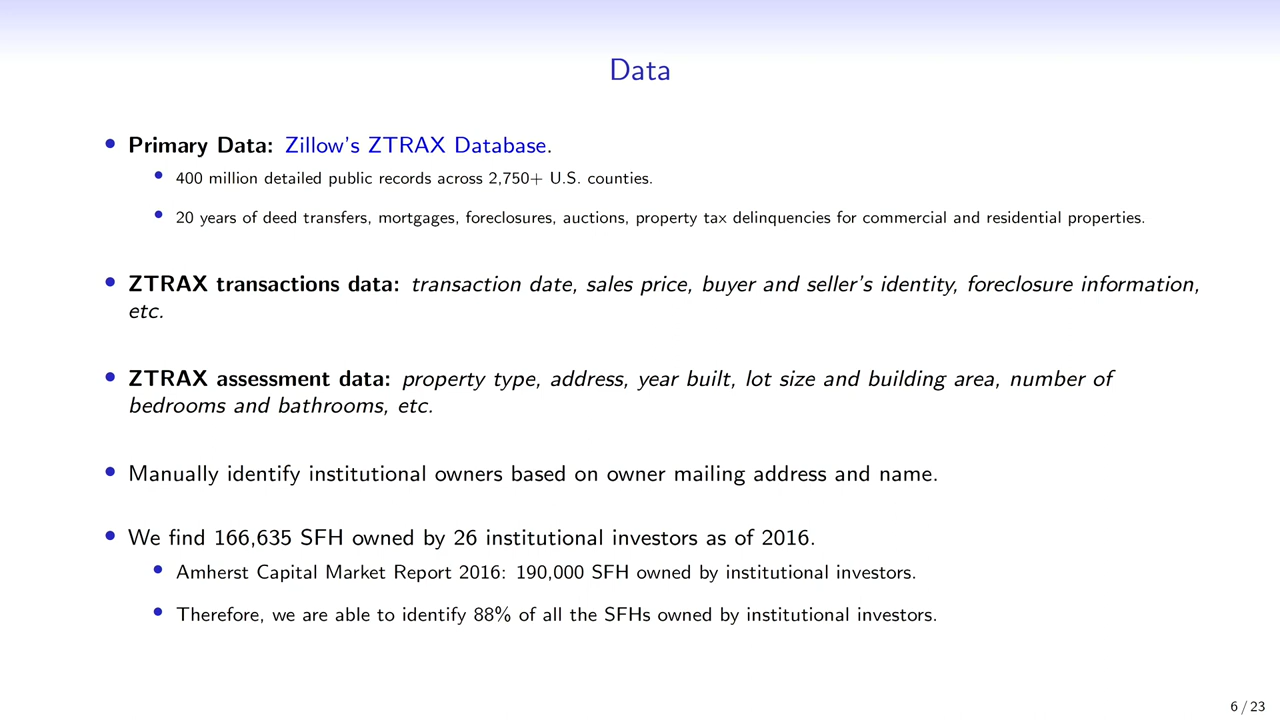 Data
• Primary Data: Zillow's ZTRAX Database.
• 400 million detailed public records across 2,750+ U.S. counties.
• 20 years of deed transfers, mortgages, foreclosures, auctions, property tax delinquencies for commercial and residential properties.
• ZTRAX transactions data: transaction date, sales price, buyer and seller's identity, foreclosure information,
etc.
• ZTRAX assessment data: property type, address, year built, lot size and building area, number of
bedrooms and bathrooms, etc.
• Manually identify institutional owners based on owner mailing address and name.
• We find 166,635 SFH owned by 26 institutional investors as of 2016.
• Amherst Capital Market Report 2016: 190,000 SFH owned by institutional investors.
• Therefore, we are able to identify 88% of all the SFHs owned by institutional investors.
6 / 23